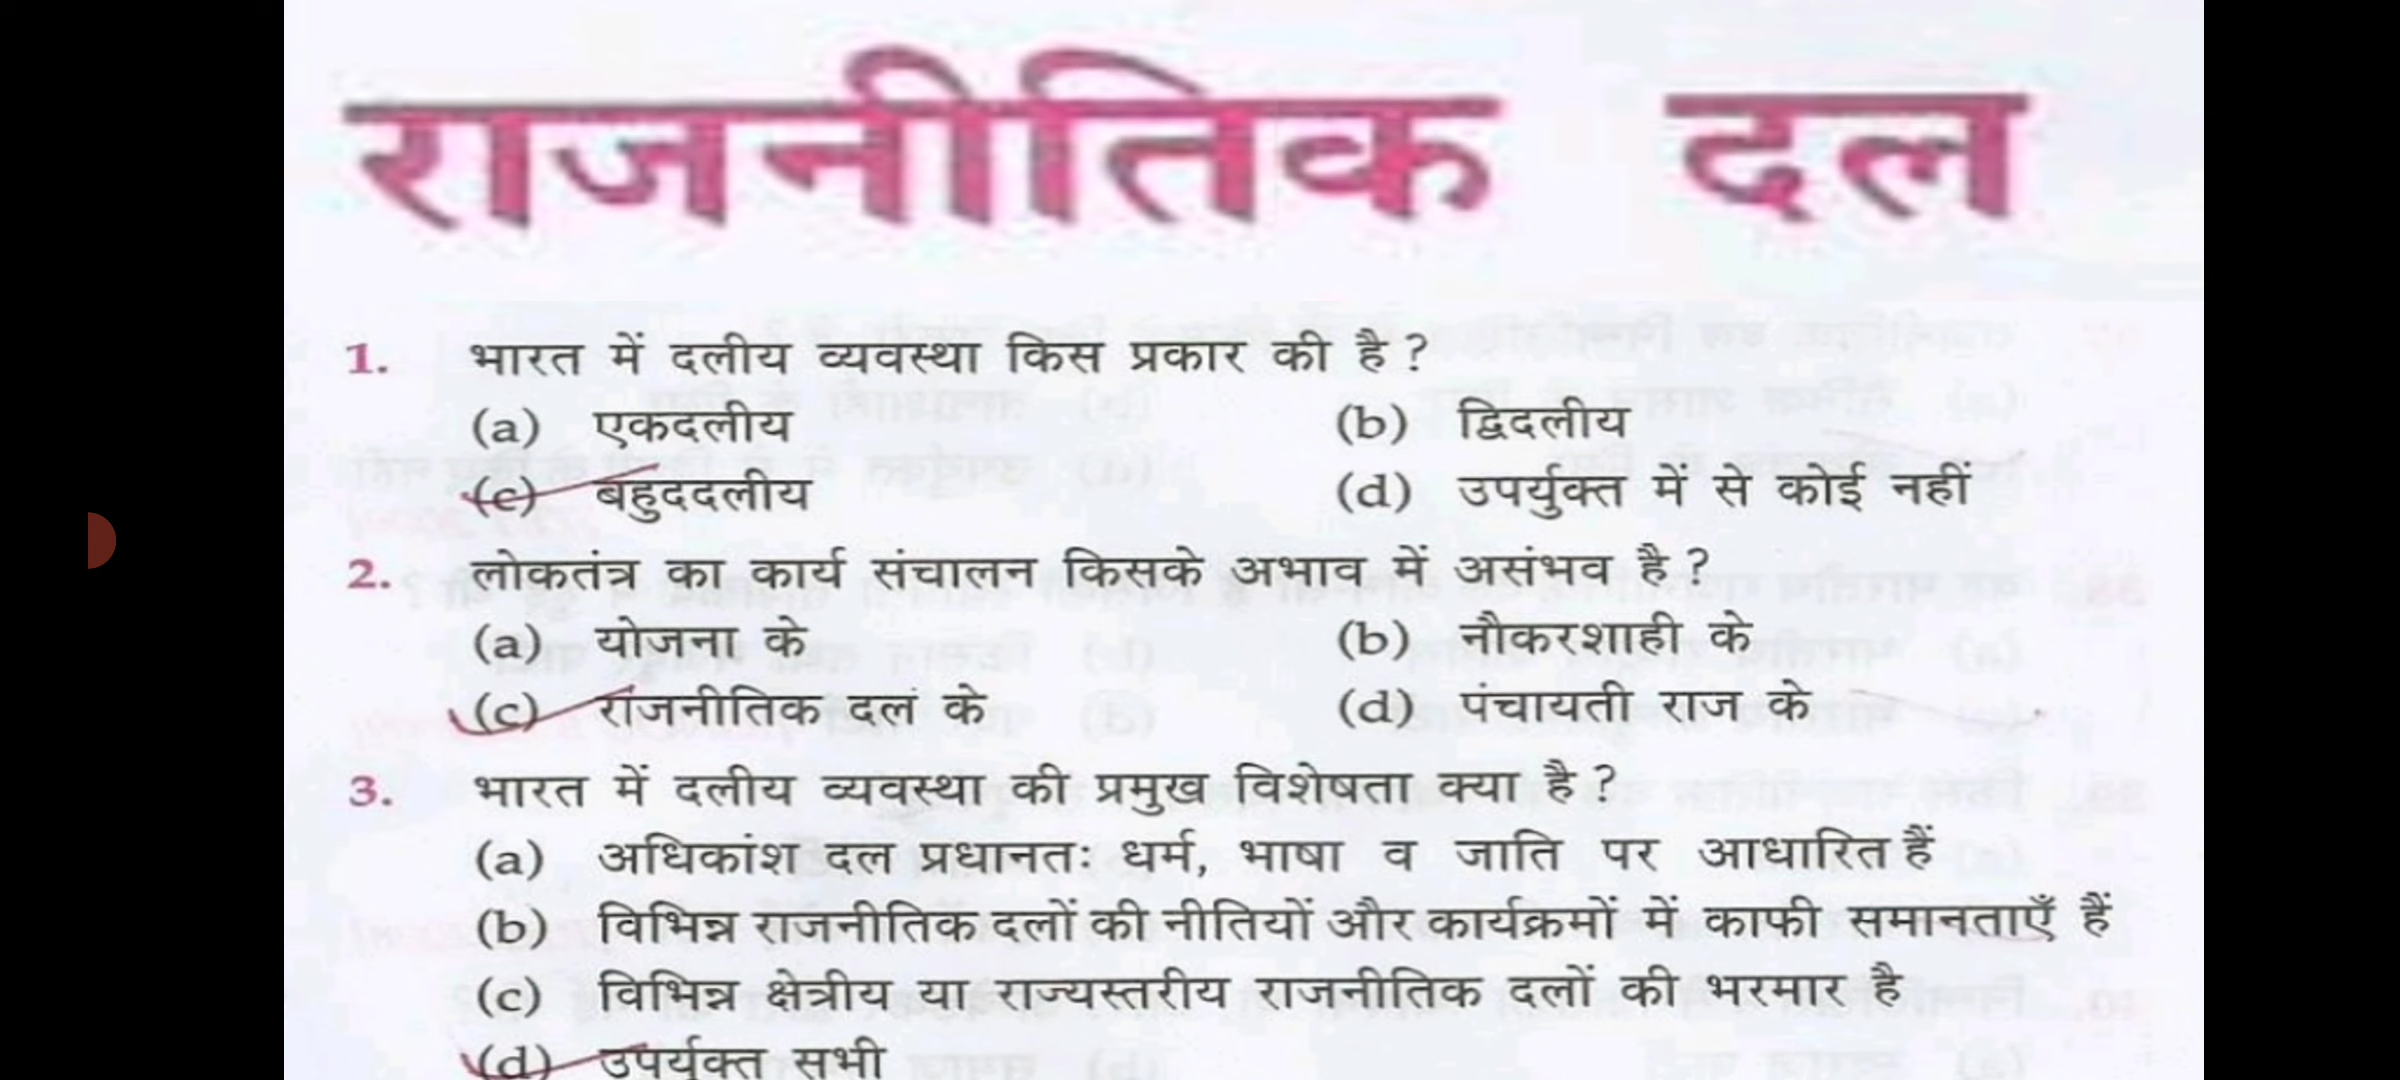 राजनीतिक दल
1. भारत में दलीय व्यवस्था किस प्रकार की है ?
(a) एकदलीय (b) द्विदलीय
(c) बहुददलीय (d) उपर्युक्त में से कोई नहीं
2. लोकतंत्र का कार्य संचालन किसके अभाव में असंभव है ?
(a) योजना के (b) नौकरशाही के
(c) राजनीतिक दल के (d) पंचायती राज के
3. भारत में दलीय व्यवस्था की प्रमुख विशेषता क्या है ?
(a) अधिकांश दल प्रधानतः धर्म, भाषा व जाति पर आधारित हैं
(b) विभिन्न राजनीतिक दलों की नीतियों और कार्यक्रमों में काफी समानताएँ हैं
(c) विभिन्न क्षेत्रीय या राज्यस्तरीय राजनीतिक दलों की भरमार है
(d) उपर्युक्त सभी